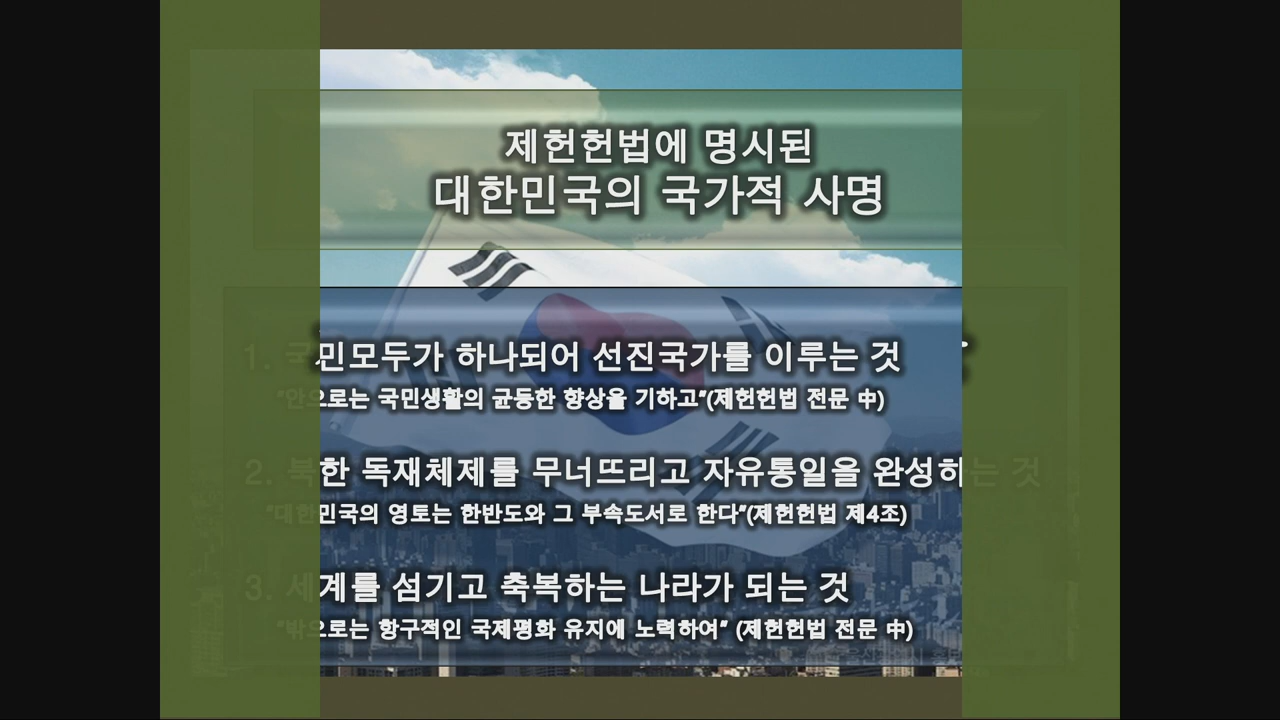 제헌헌법에 명시된
대한민국의 국가적 사명
1. 국민모두가 하나되어 선진국가를 이루는 것
"안으로는 국민생활의 균등한 향상을 기하고"(제헌헌법 전문 中)
2. 북한 독재체제를 무너뜨리고 자유통일을 완성하는 것
"대한민국의 영토는 한반도와 그 부속도서로 한다"(제헌헌법 제4조)
3. 세계를 섬기고 축복하는 나라가 되는 것
"밖으로는 항구적인 국제평화 유지에 노력하여" (제헌헌법 전문 中)